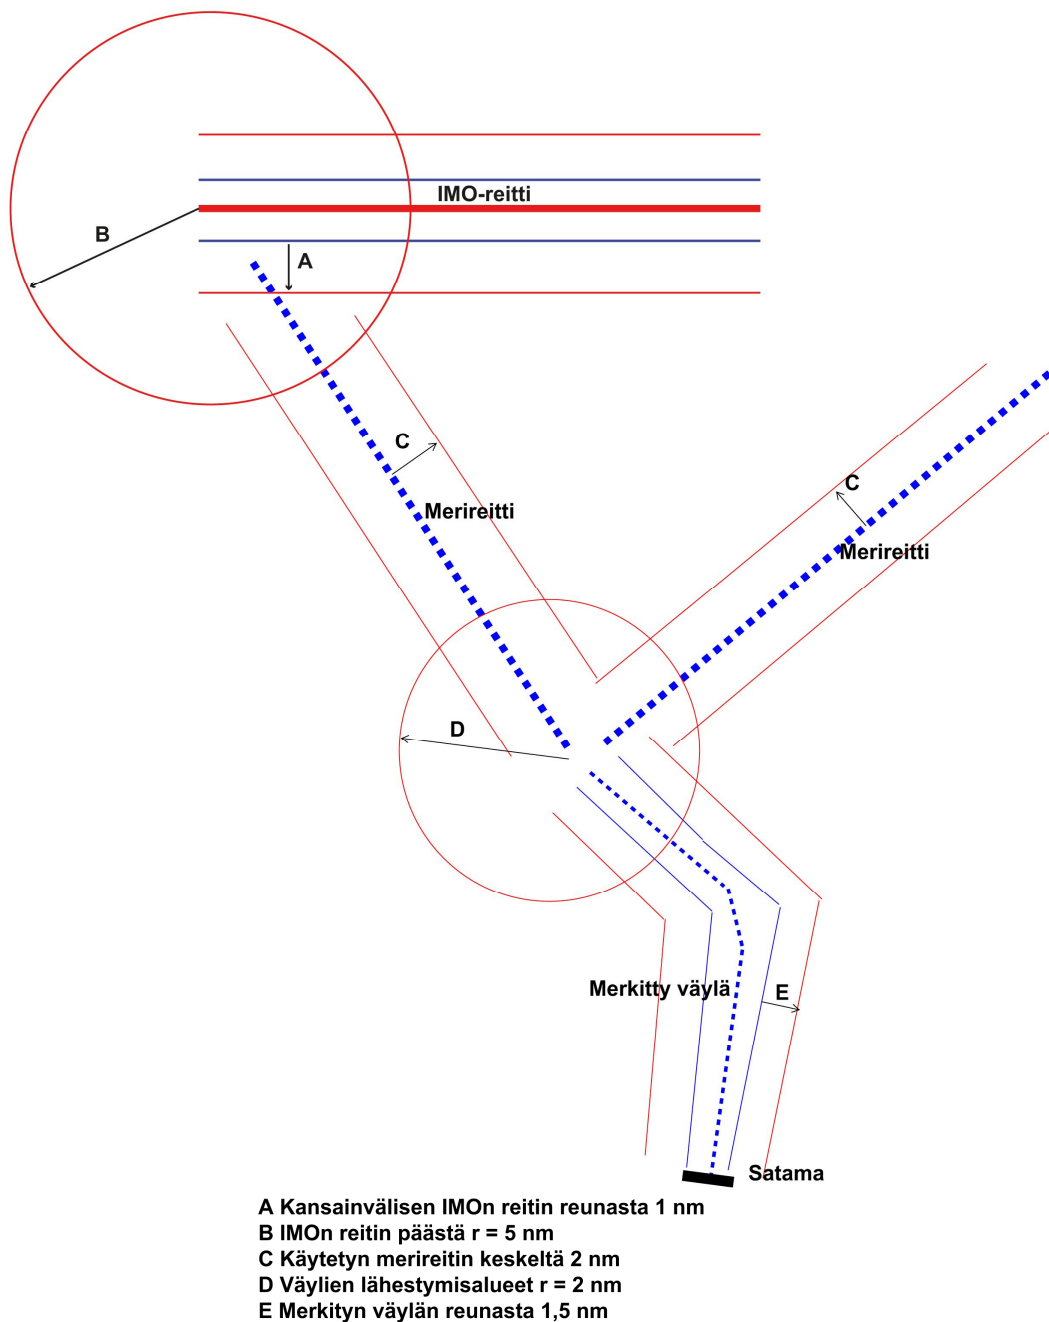 IMO-reitti
B
A
C
Merireitti
C
Merireitti
D
Merkitty väylä
E
Satama
A Kansainvälisen IMOn reitin reunasta 1 nm
B IMOn reitin päästä r = 5 nm
C Käytetyn merireitin keskeltä 2 nm
D Väylien lähestymisalueet r = 2 nm
E Merkityn väylän reunasta 1,5 nm